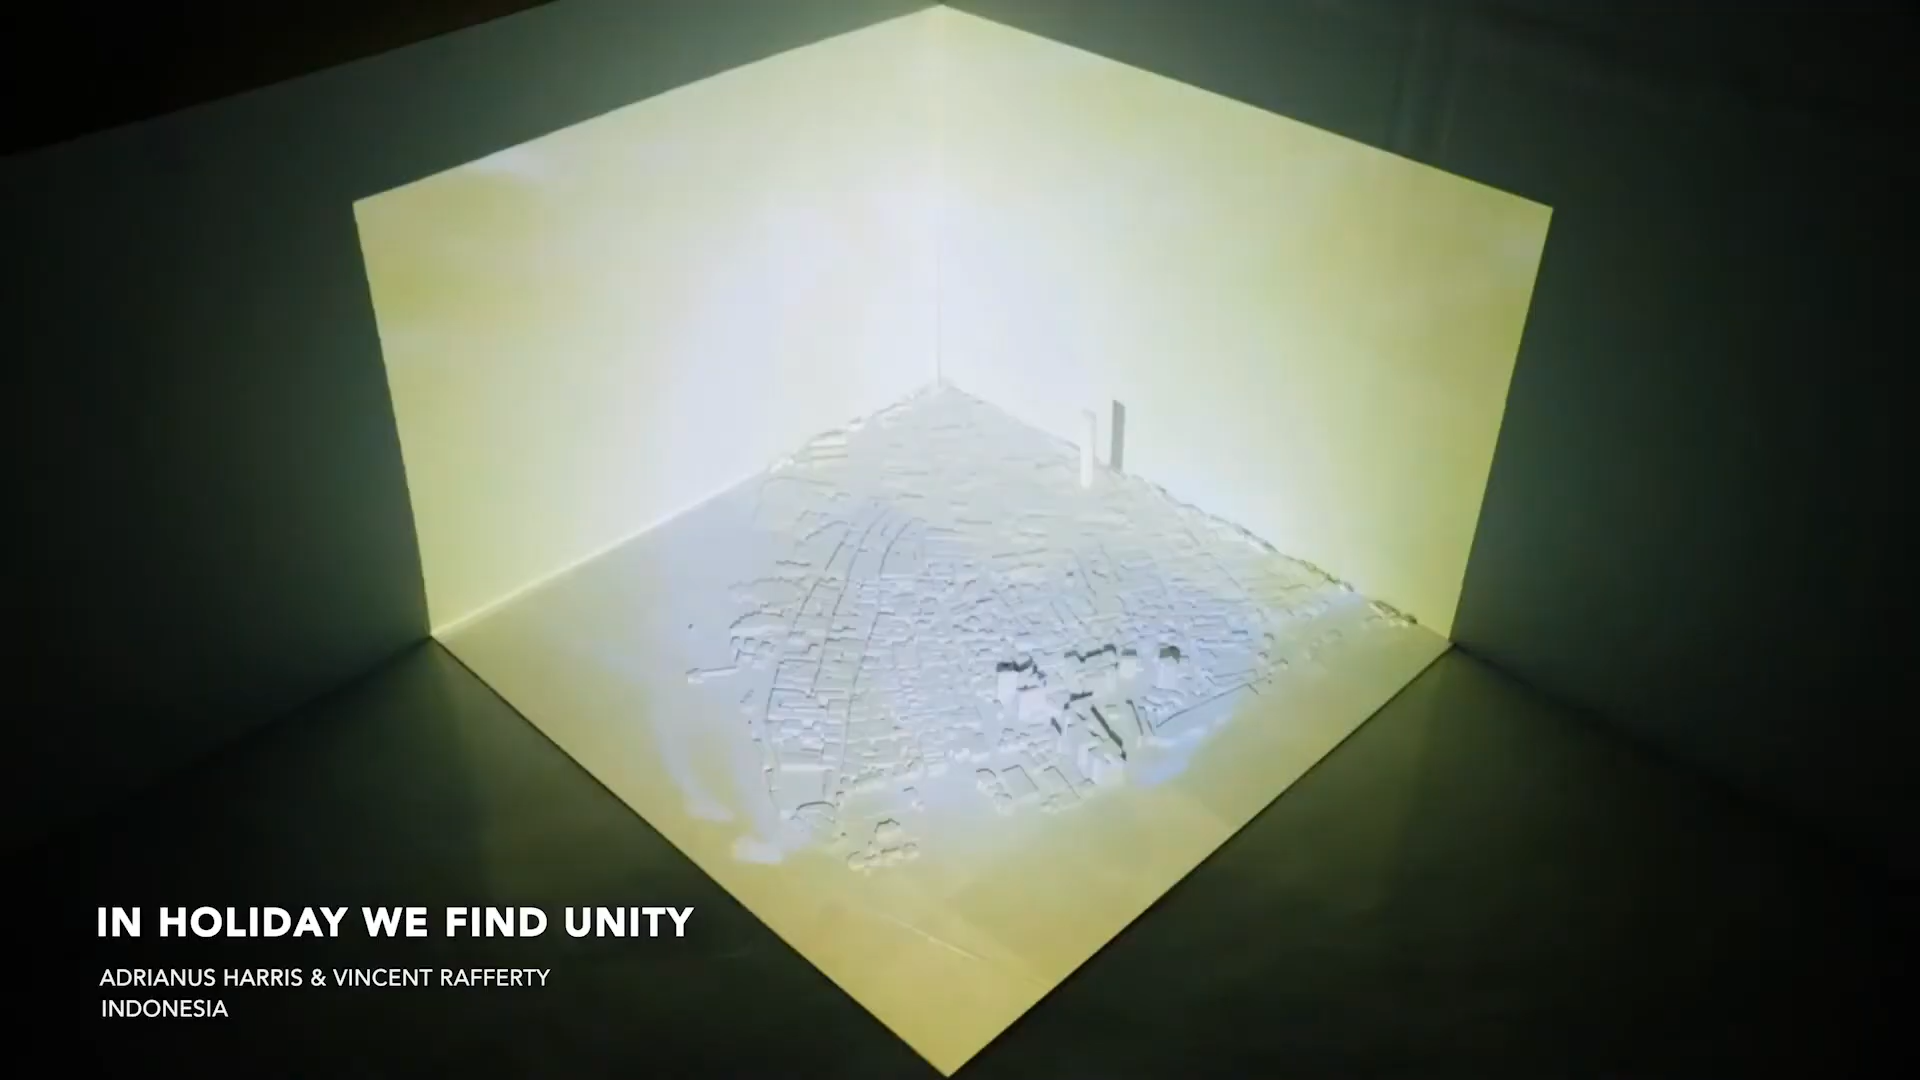 IN HOLIDAY WE FIND UNITY
ADRIANUS HARRIS & VINCENT RAFFERTY
INDONESIA